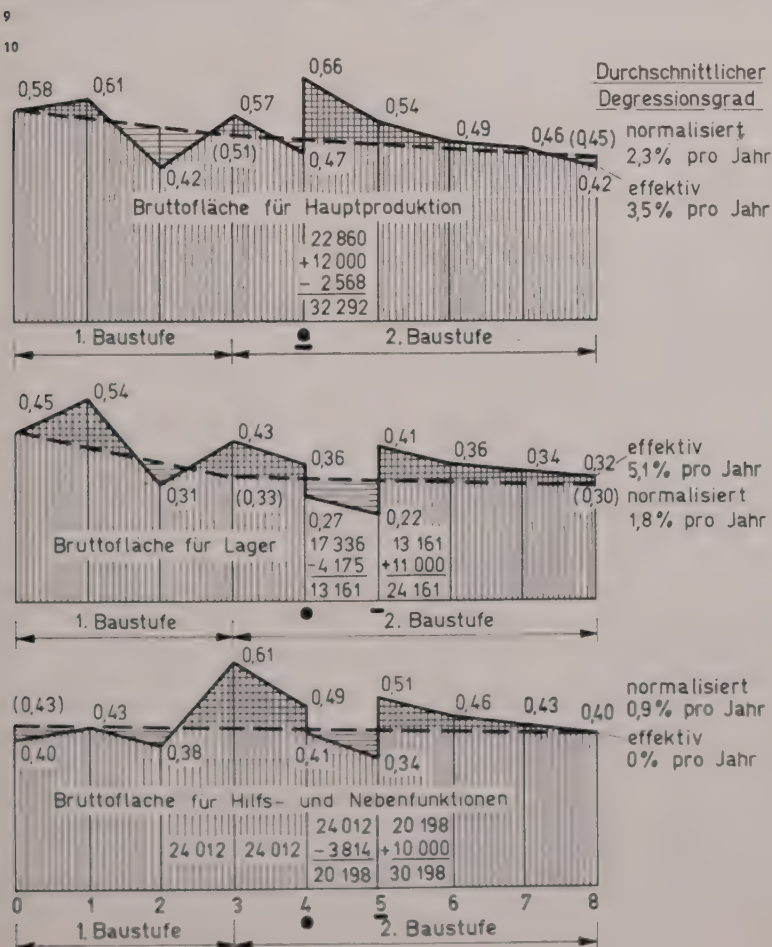 9
10
0,58
0,61
0,42
(0,51)
0,57
0,66
0,47
0,54
0,49
0,46 (0,45)
0,42
Durchschnittlicher
Degressionsgrad
normalisiert
2,3% pro Jahr
effektiv
3,5% pro Jahr
Bruttofläche für Hauptproduktion
22 860
+12 000
- 2 568
32 292
1. Baustufe
2. Baustufe
0,45
0,54
0,31
0,43
(0,33)
0,36
0,27
0,22
0,41
0,36
0,34
0,32
(0,30)
effektiv
5,1% pro Jahr
normalisiert
1,8% pro Jahr
Bruttofläche für Lager
17 336 13 161
-4 175 +11 000
13 161 24 161
1. Baustufe
2. Baustufe
(0,43)
0,40
0,43
0,38
0,61
0,49
0,41
0,34
0,51
0,46
0,43
0,40
normalisiert
0,9% pro Jahr
effektiv
0% pro Jahr
Bruttofläche für Hilfs- und Nebenfunktionen
24 012 20 198
24 012 24 012 -3814 +10 000
20 198 30 198
0 1 2 3 4 5 6 7 8
1. Baustufe
2. Baustufe